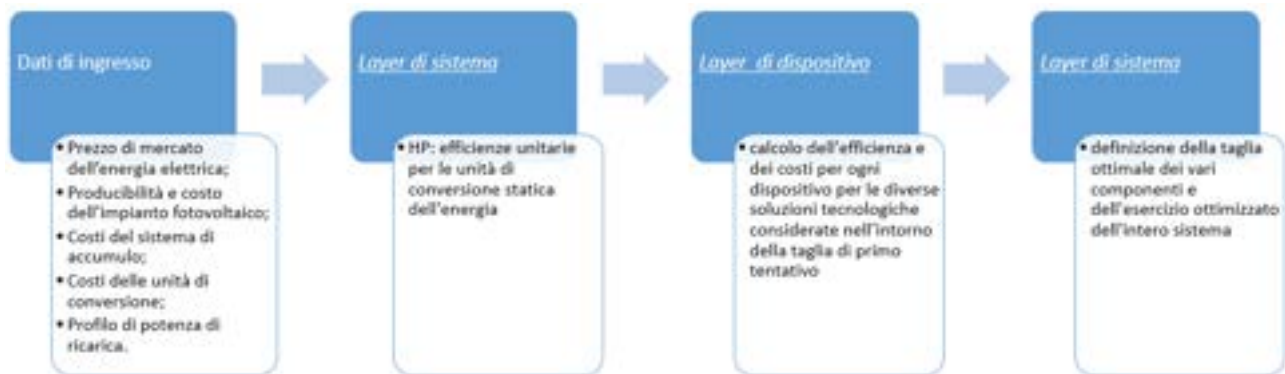 Dati di ingresso
• Prezzo di mercato
dell'energia elettrica;
• Producibilità e costo
dell'impianto fotovoltaico;
• Costi del sistema di
accumulo;
• Costi delle unità di
conversione;
• Profilo di potenza di
ricarica.
Layer di sistema
• HP: efficienze unitarie
per le unità di
conversione statica
dell'energia
Layer di dispositivo
• calcolo dell'efficienza e
dei costi per ogni
dispositivo per le diverse
soluzioni tecnologiche
considerate nell'intorno
della taglia di primo
tentativo
Layer di sistema
• definizione della taglia
ottimale dei vari
componenti e
dell'esercizio ottimizzato
dell'intero sistema